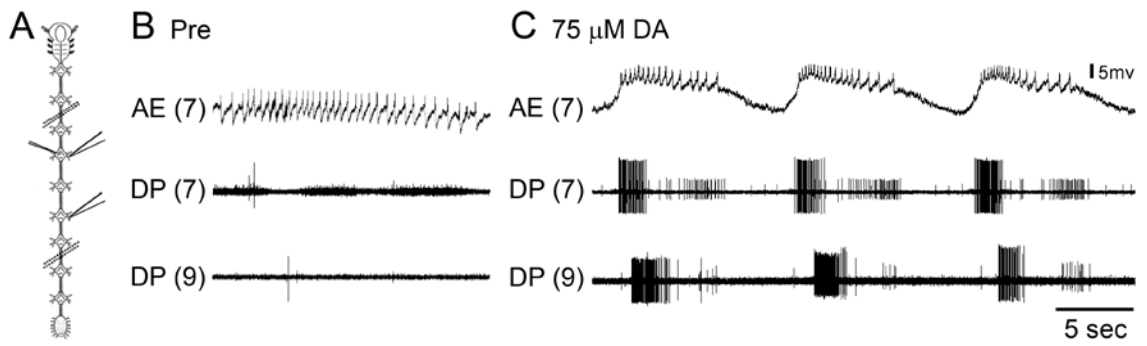 A
B Pre
AE (7)
DP (7)
DP (9)
C 75 μM DA
5mv
AE (7)
DP (7)
DP (9)
5 sec